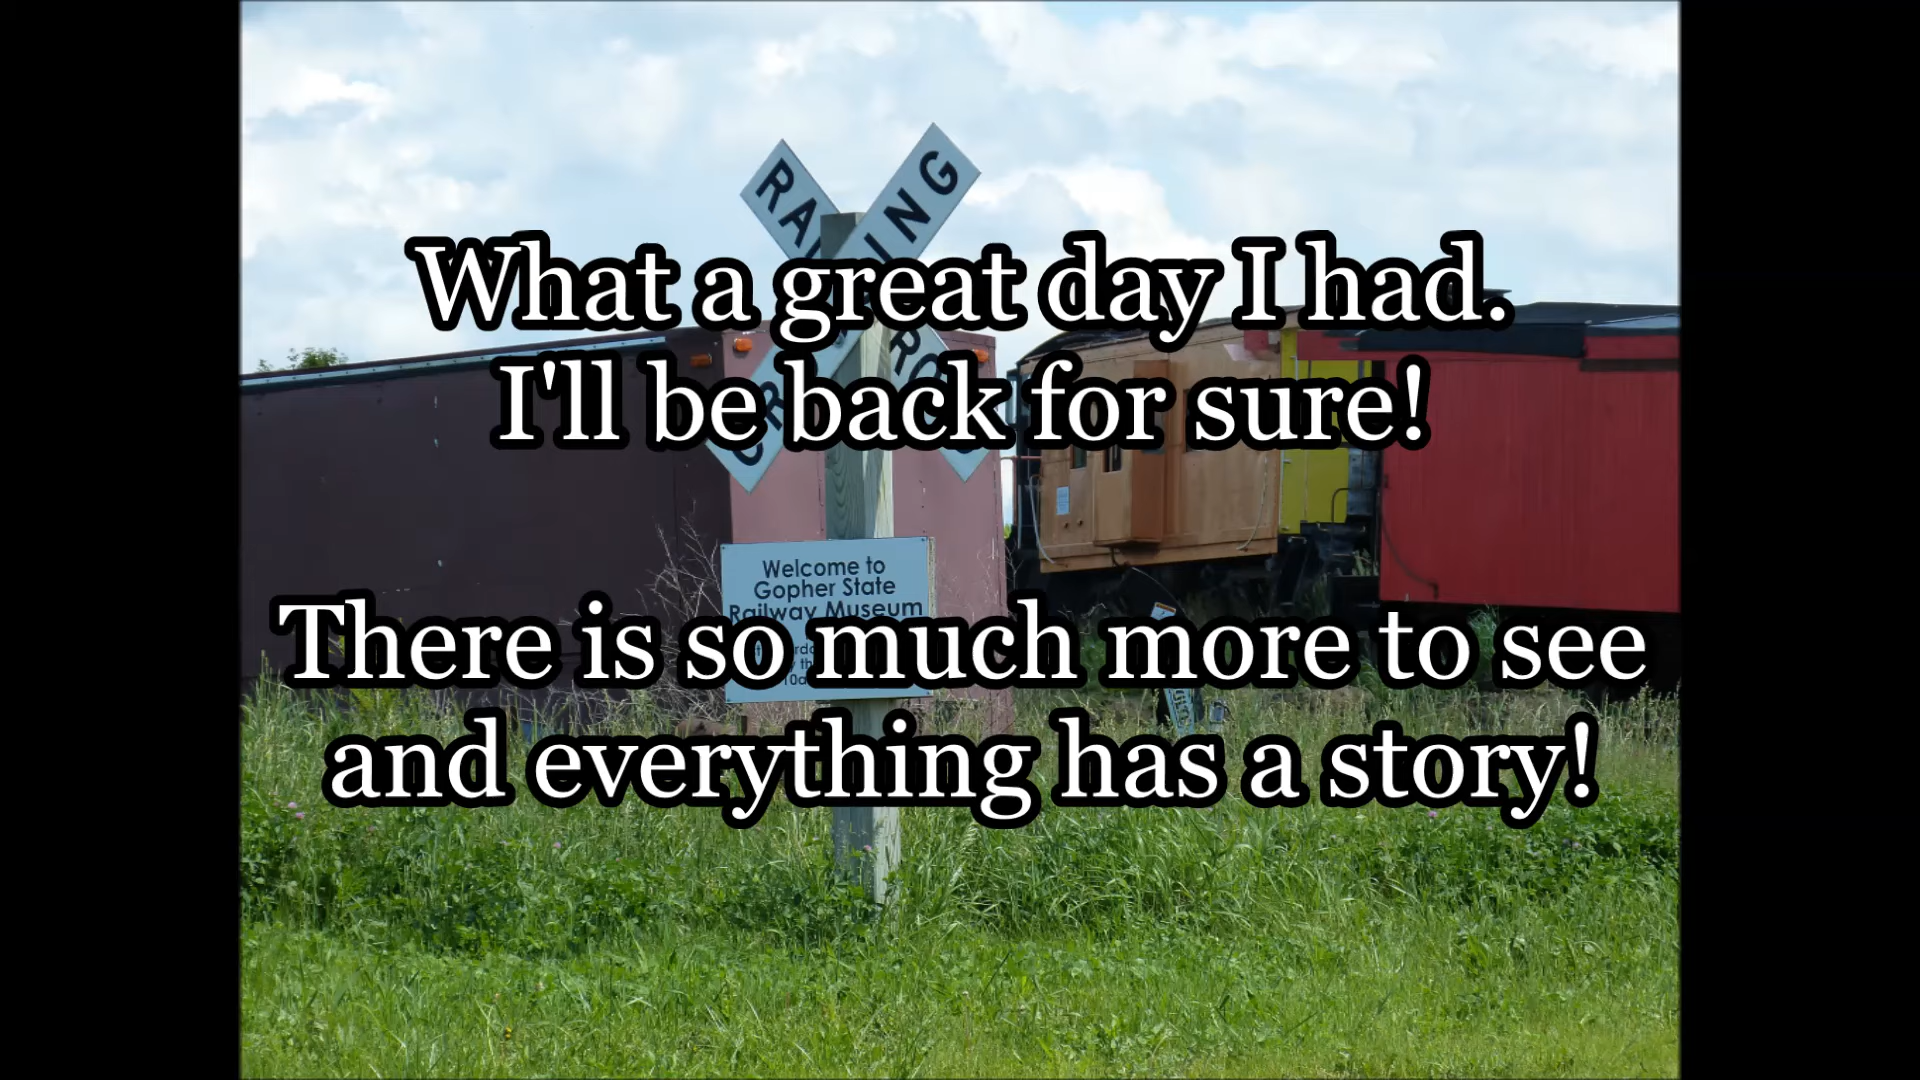 What a great day I had.
I'll be back for sure!
Welcome to
Gopher State
Railway Museum
There is so much more to see
and everything has a story!